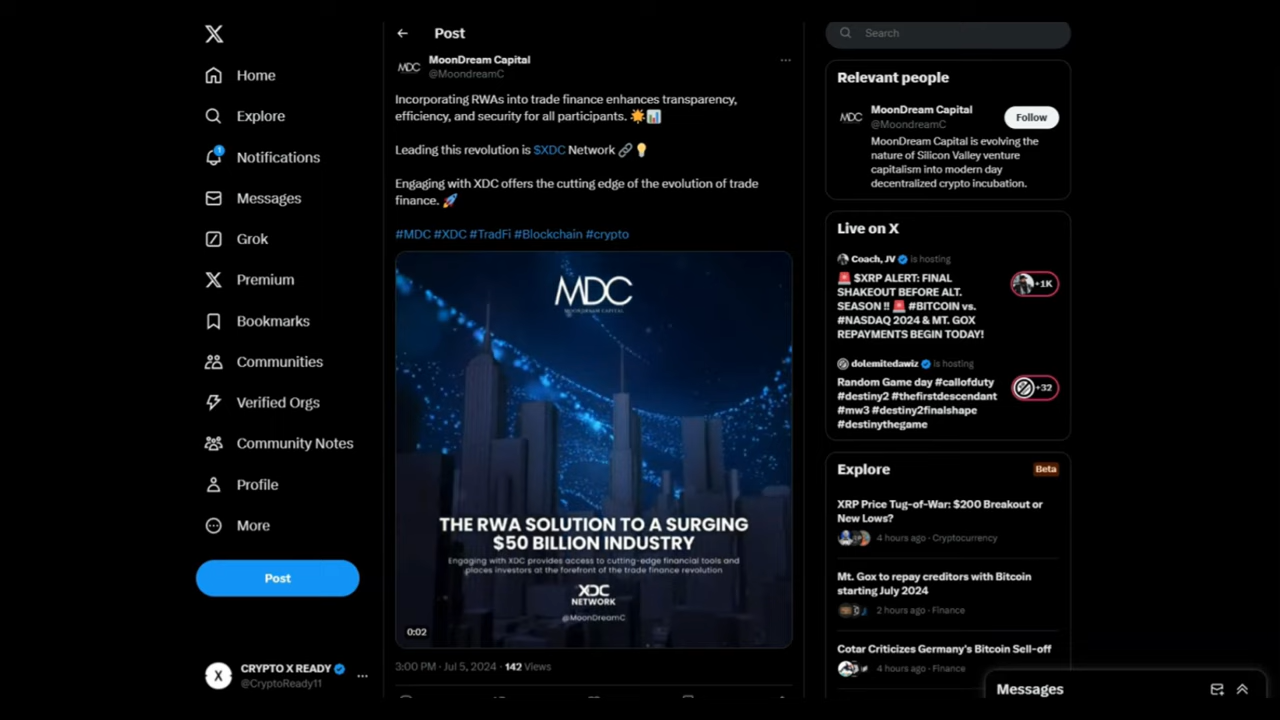 Home
Explore
1
Notifications
Messages
Grok
Premium
Bookmarks
Communities
Verified Orgs
Community Notes
Profile
More
Post
CRYPTO X READY
@CryptoReady11
Post
MDC
MoonDream Capital
@MoondreamC
Incorporating RWAs into trade finance enhances transparency,
efficiency, and security for all participants. 🌟📊
Leading this revolution is $XDC Network 🔗💡
Engaging with XDC offers the cutting edge of the evolution of trade
finance. 🚀
#MDC #XDC #TradFi #Blockchain #crypto
MDC
MOONDREAM CAPITAL
THE RWA SOLUTION TO A SURGING
$50 BILLION INDUSTRY
Engaging with XDC provides access to cutting-edge financial tools and
places investors at the forefront of the trade finance revolution
XDC
NETWORK
@MoonDreamC
0:02
3:00 PM · Jul 5, 2024 · 142 Views
Search
Relevant people
MDC
MoonDream Capital
@MoondreamC
Follow
MoonDream Capital is evolving the
nature of Silicon Valley venture
capitalism into modern day
decentralized crypto incubation.
Live on X
Coach, JV is hosting
🚨 $XRP ALERT: FINAL
SHAKEOUT BEFORE ALT.
SEASON !! 🚨 #BITCOIN vs.
#NASDAQ 2024 & MT. GOX
REPAYMENTS BEGIN TODAY!
+1K
dolemitedawiz is hosting
Random Game day #callofduty
#destiny2 #thefirstdescendant
#mw3 #destiny2finalshape
#destinythegame
+32
Explore
Beta
XRP Price Tug-of-War: $200 Breakout or
New Lows?
4 hours ago · Cryptocurrency
Mt. Gox to repay creditors with Bitcoin
starting July 2024
2 hours ago · Finance
Cotar Criticizes Germany's Bitcoin Sell-off
4 hours ago · Finance
Messages